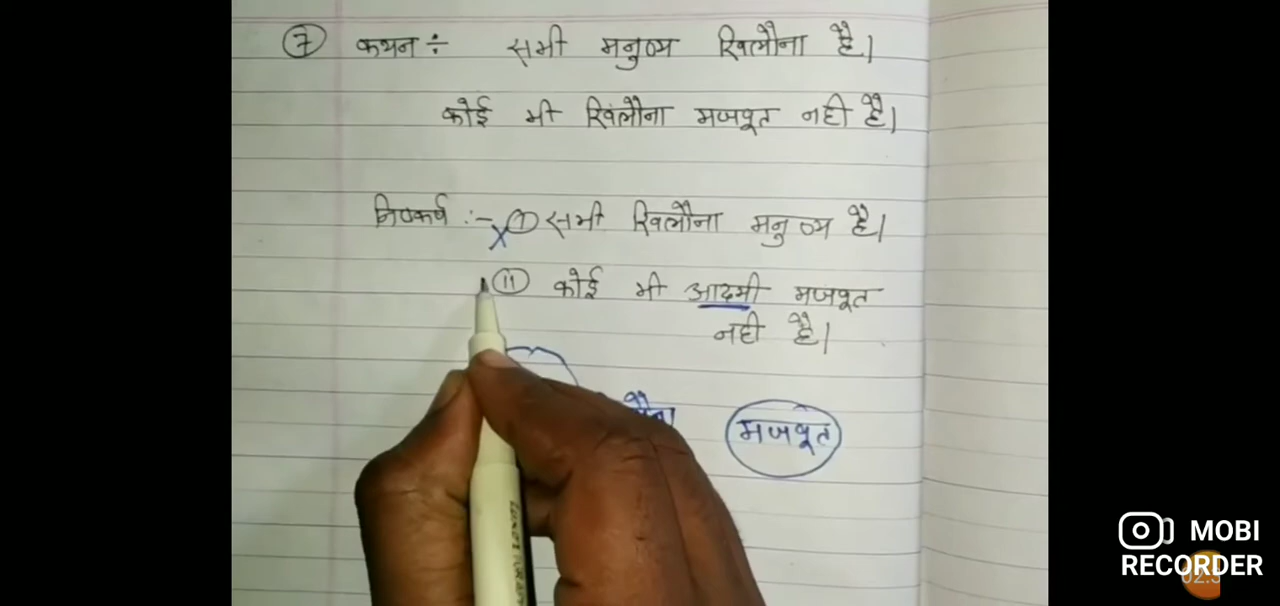 7 कथन ÷ सभी मनुष्य खिलौना है।
कोई भी खिलौना मजबूत नही है।
निष्कर्ष :- X I सभी खिलौना मनुष्य है।
II कोई भी आदमी मजबूत
नही है।
मजबूत
MOBI
RECORDER